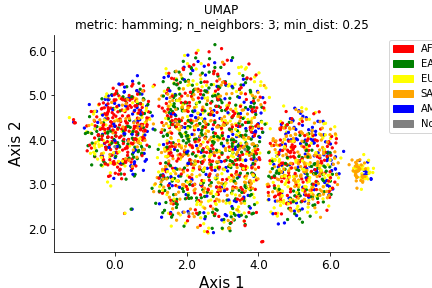 UMAP
metric: hamming; n_neighbors: 3; min_dist: 0.25
6.0
5.0
4.0
3.0
2.0
Axis 2
0.0 2.0 4.0 6.0
Axis 1
AF
EA
EU
SA
AM
No